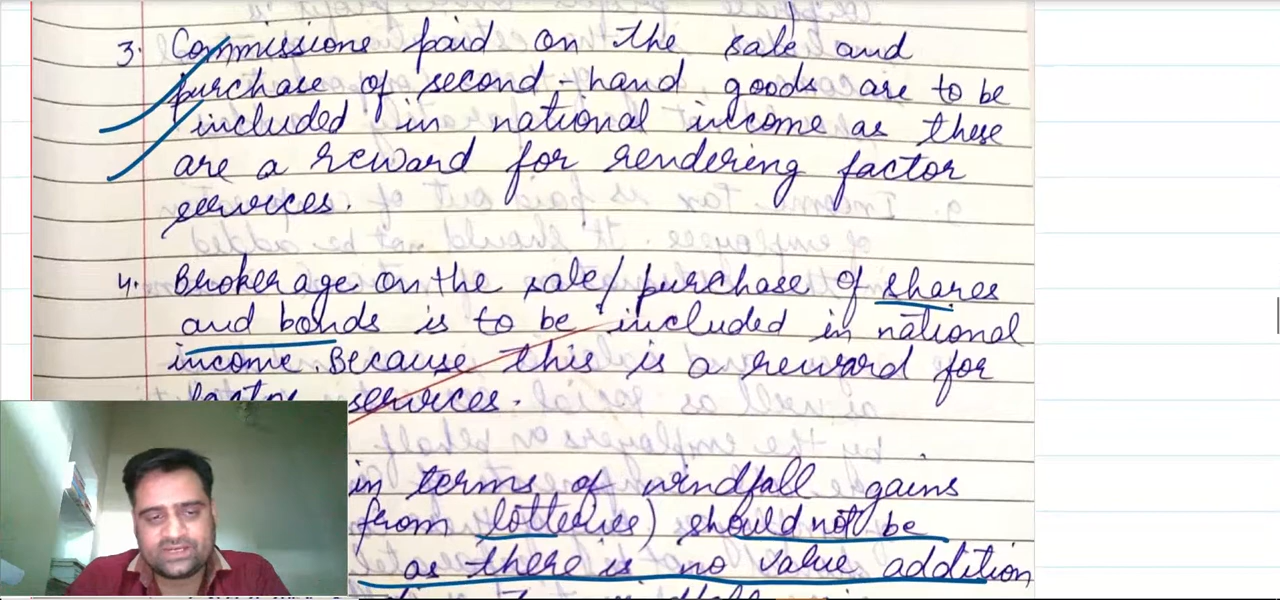 3. Commissions paid on the sale and
purchase of second-hand goods are to be
included in national income as these
are a reward for rendering factor
services.
4. Brokerage on the sale/purchase of shares
and bonds is to be included in national
income. Because this is a reward for
services.
in terms of windfall gains
from lotteries) should not be
as there is no value addition